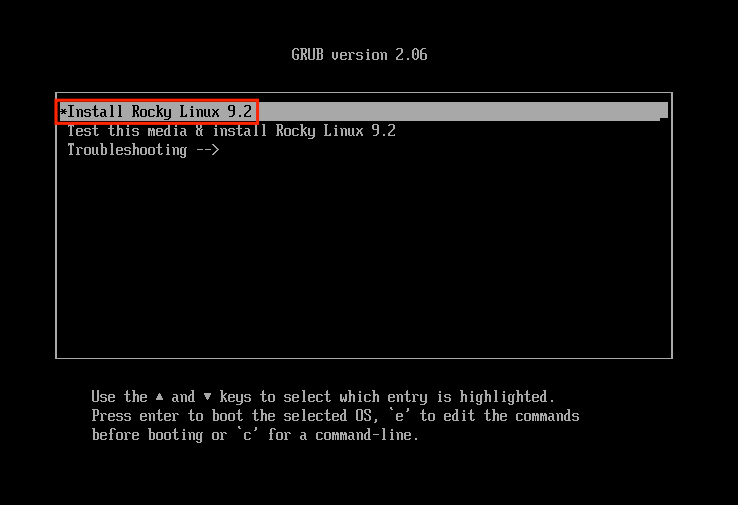 GRUB version 2.06
*Install Rocky Linux 9.2
Test this media & install Rocky Linux 9.2
Troubleshooting -->
Use the ▲ and ▼ keys to select which entry is highlighted.
Press enter to boot the selected OS, `e' to edit the commands
before booting or `c' for a command-line.